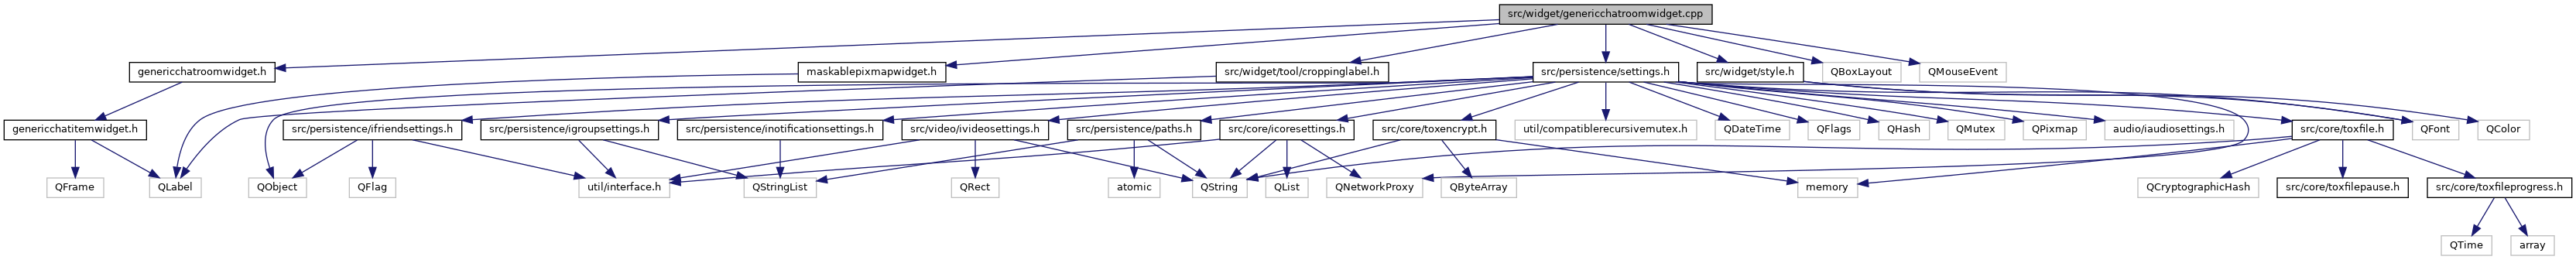 src/widget/genericchatroomwidget.cpp
genericchatroomwidget.h
maskablepixmapwidget.h
src/widget/tool/croppinglabel.h
src/persistence/settings.h
src/widget/style.h
QBoxLayout
QMouseEvent
genericchatitemwidget.h
src/persistence/ifriendsettings.h
src/persistence/igroupsettings.h
src/persistence/inotificationsettings.h
src/video/ivideosettings.h
src/persistence/paths.h
src/core/icoresettings.h
src/core/toxencrypt.h
util/compatiblerecursivemutex.h
QDateTime
QFlags
QHash
QMutex
QPixmap
audio/iaudiosettings.h
src/core/toxfile.h
QFont
QColor
QFrame
QLabel
QObject
QFlag
util/interface.h
QStringList
QRect
atomic
QString
QList
QNetworkProxy
QByteArray
memory
QCryptographicHash
src/core/toxfilepause.h
src/core/toxfileprogress.h
QTime
array